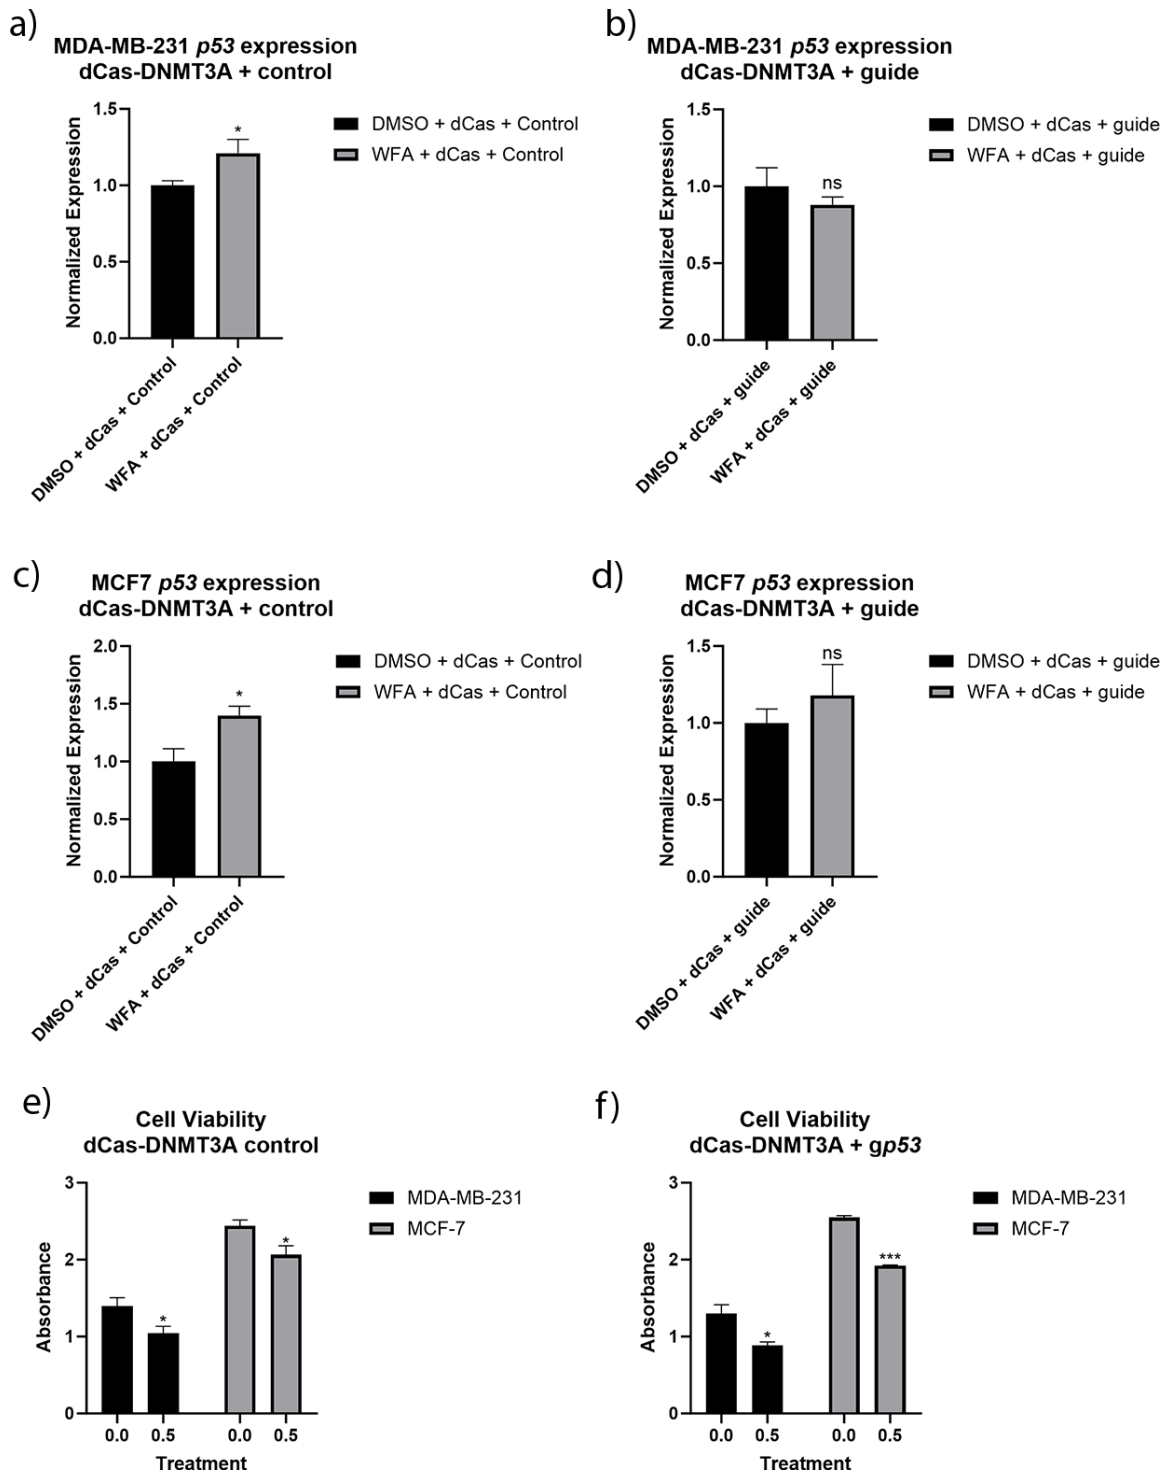 a)
MDA-MB-231 p53 expression
dCas-DNMT3A + control
Normalized Expression
1.5
1.0
0.5
0.0
*
DMSO + dCas + Control
WFA + dCas + Control
DMSO + dCas + Control
WFA + dCas + Control
b)
MDA-MB-231 p53 expression
dCas-DNMT3A + guide
Normalized Expression
1.5
1.0
0.5
0.0
ns
DMSO + dCas + guide
WFA + dCas + guide
DMSO + dCas + guide
WFA + dCas + guide
c)
MCF7 p53 expression
dCas-DNMT3A + control
Normalized Expression
2.0
1.5
1.0
0.5
0.0
*
DMSO + dCas + Control
WFA + dCas + Control
DMSO + dCas + Control
WFA + dCas + Control
d)
MCF7 p53 expression
dCas-DNMT3A + guide
Normalized Expression
1.5
1.0
0.5
0.0
ns
DMSO + dCas + guide
WFA + dCas + guide
DMSO + dCas + guide
WFA + dCas + guide
e)
Cell Viability
dCas-DNMT3A control
Absorbance
3
2
1
0
*
*
MDA-MB-231
MCF-7
0.0 0.5 0.0 0.5
Treatment
f)
Cell Viability
dCas-DNMT3A + gp53
Absorbance
3
2
1
0
*
***
MDA-MB-231
MCF-7
0.0 0.5 0.0 0.5
Treatment